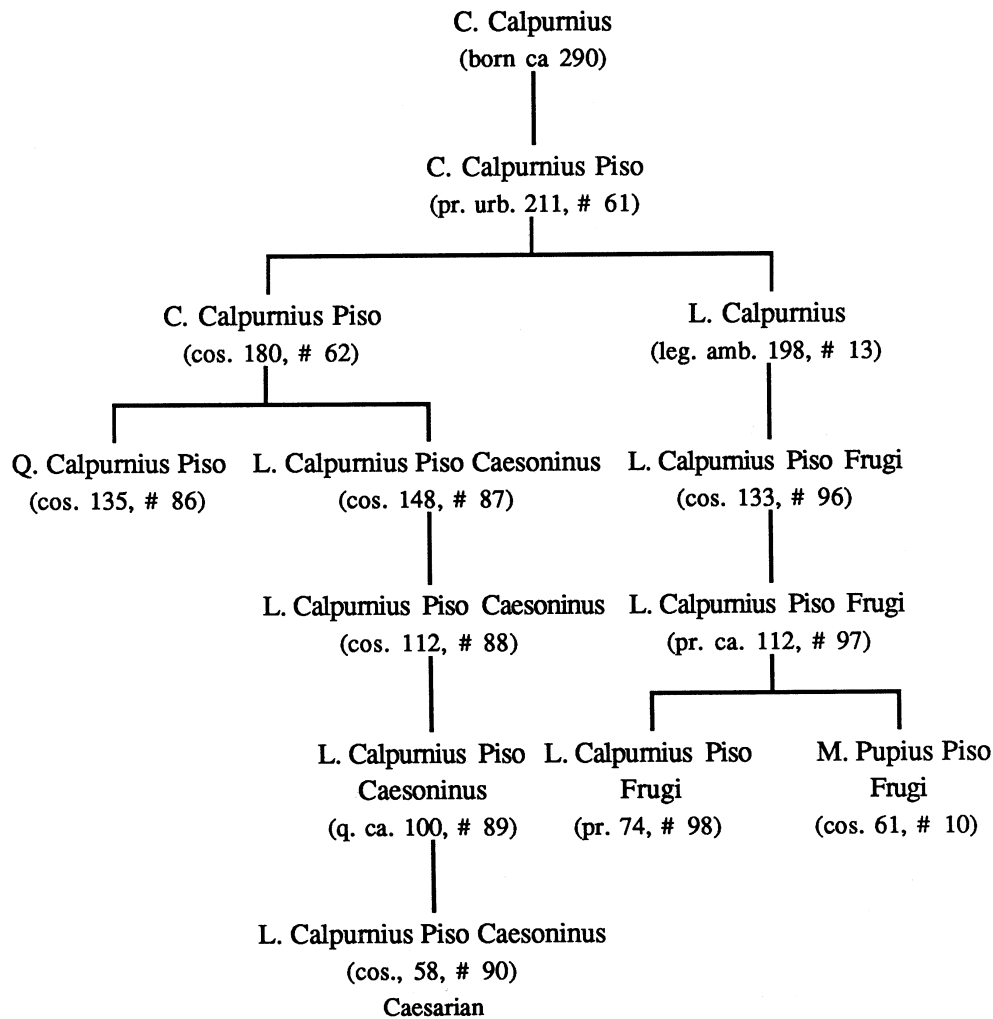 C. Calpurnius
(born ca 290)
C. Calpurnius Piso
(pr. urb. 211, # 61)
C. Calpurnius Piso
(cos. 180, # 62)
L. Calpurnius
(leg. amb. 198, # 13)
Q. Calpurnius Piso
(cos. 135, # 86)
L. Calpurnius Piso Caesoninus
(cos. 148, # 87)
L. Calpurnius Piso Frugi
(cos. 133, # 96)
L. Calpurnius Piso Caesoninus
(cos. 112, # 88)
L. Calpurnius Piso Frugi
(pr. ca. 112, # 97)
L. Calpurnius Piso
Caesoninus
(q. ca. 100, # 89)
L. Calpurnius Piso
Frugi
(pr. 74, # 98)
M. Pupius Piso
Frugi
(cos. 61, # 10)
L. Calpurnius Piso Caesoninus
(cos., 58, # 90)
Caesarian